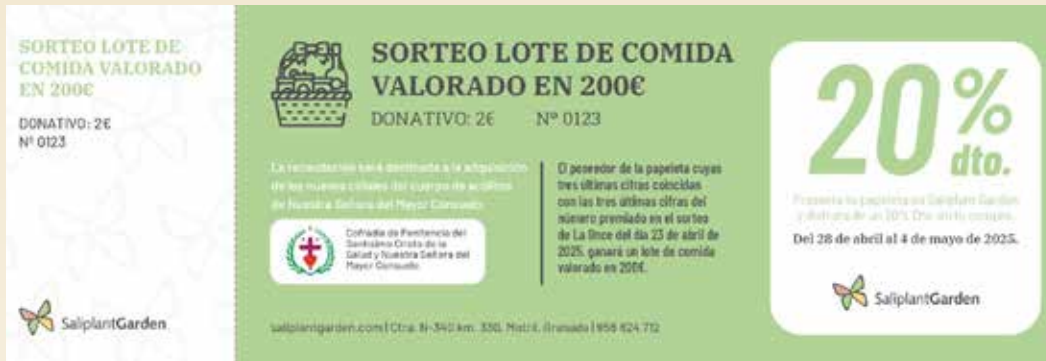 SORTEO LOTE DE
COMIDA VALORADO
EN 200€
DONATIVO: 2€
Nº 0123
SaliplantGarden
SORTEO LOTE DE COMIDA
VALORADO EN 200€
DONATIVO: 2€ Nº 0123
La recaudación será destinada a la adquisición
de los nuevos ciriales del cuerpo de acólitos
de Nuestra Señora del Mayor Consuelo.
Cofradía de Penitencia del
Santísimo Cristo de la
Salud y Nuestra Señora del
Mayor Consuelo.
El poseedor de la papeleta cuyas
tres últimas cifras coincidan
con las tres últimas cifras del
número premiado en el sorteo
de La Once del día 23 de abril de
2025, ganará un lote de comida
valorado en 200€.
saliplantgarden.com | Ctra. N-340 km. 330, Motril, Granada | 958 624 712
20%
dto.
Presenta tu papeleta en Saliplant Garden
y disfruta de un 20% Dto. en tu compra.
Del 28 de abril al 4 de mayo de 2025.
SaliplantGarden